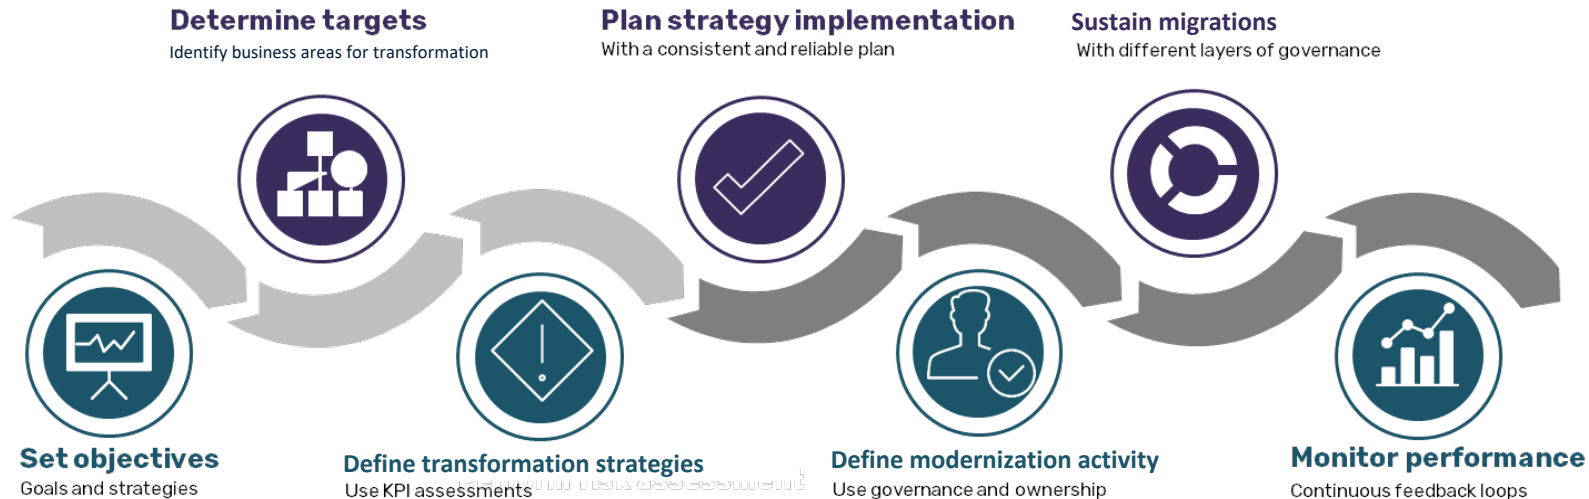 Determine targets
Identify business areas for transformation
Plan strategy implementation
With a consistent and reliable plan
Sustain migrations
With different layers of governance
Set objectives
Goals and strategies
Define transformation strategies
Use KPI assessments
risk assessment
Define modernization activity
Use governance and ownership
Monitor performance
Continuous feedback loops